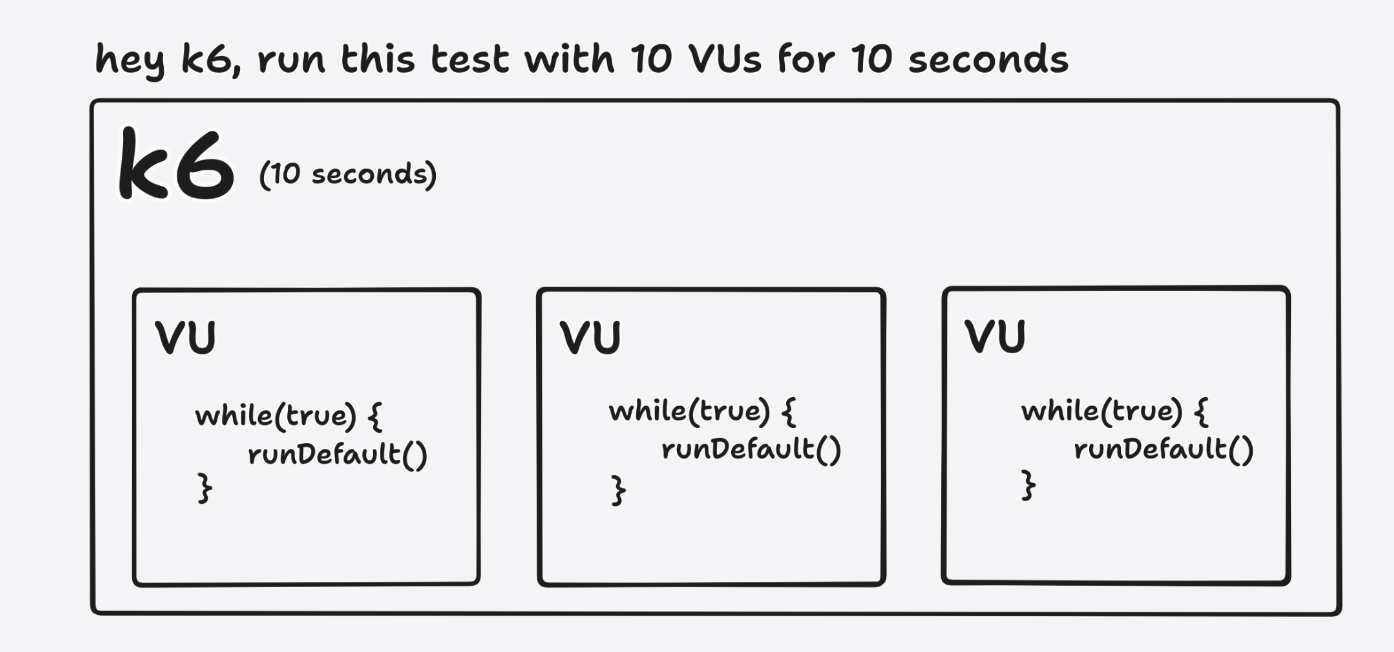 hey k6, run this test with 10 VUs for 10 seconds
k6 (10 seconds)
VU
while(true) {
runDefault()
}
VU
while(true) {
runDefault()
}
VU
while(true) {
runDefault()
}